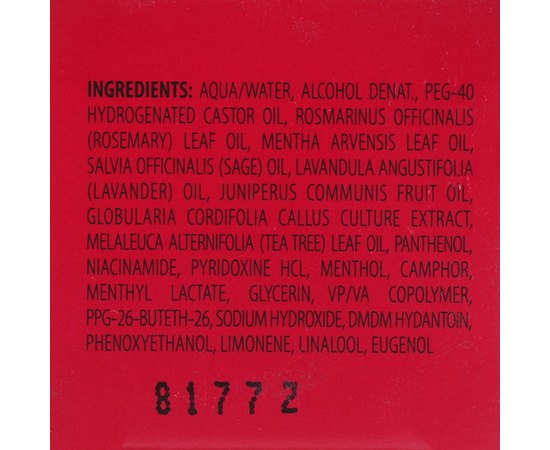 INGREDIENTS: AQUA/WATER, ALCOHOL DENAT., PEG-40
HYDROGENATED CASTOR OIL, ROSMARINUS OFFICINALIS
(ROSEMARY) LEAF OIL, MENTHA ARVENSIS LEAF OIL,
SALVIA OFFICINALIS (SAGE) OIL, LAVANDULA ANGUSTIFOLIA
(LAVANDER) OIL, JUNIPERUS COMMUNIS FRUIT OIL,
GLOBULARIA CORDIFOLIA CALLUS CULTURE EXTRACT,
MELALEUCA ALTERNIFOLIA (TEA TREE) LEAF OIL, PANTHENOL,
NIACINAMIDE, PYRIDOXINE HCL, MENTHOL, CAMPHOR,
MENTHYL LACTATE, GLYCERIN, VP/VA COPOLYMER,
PPG-26-BUTETH-26, SODIUM HYDROXIDE, DMDM HYDANTOIN,
PHENOXYETHANOL, LIMONENE, LINALOOL, EUGENOL
81772